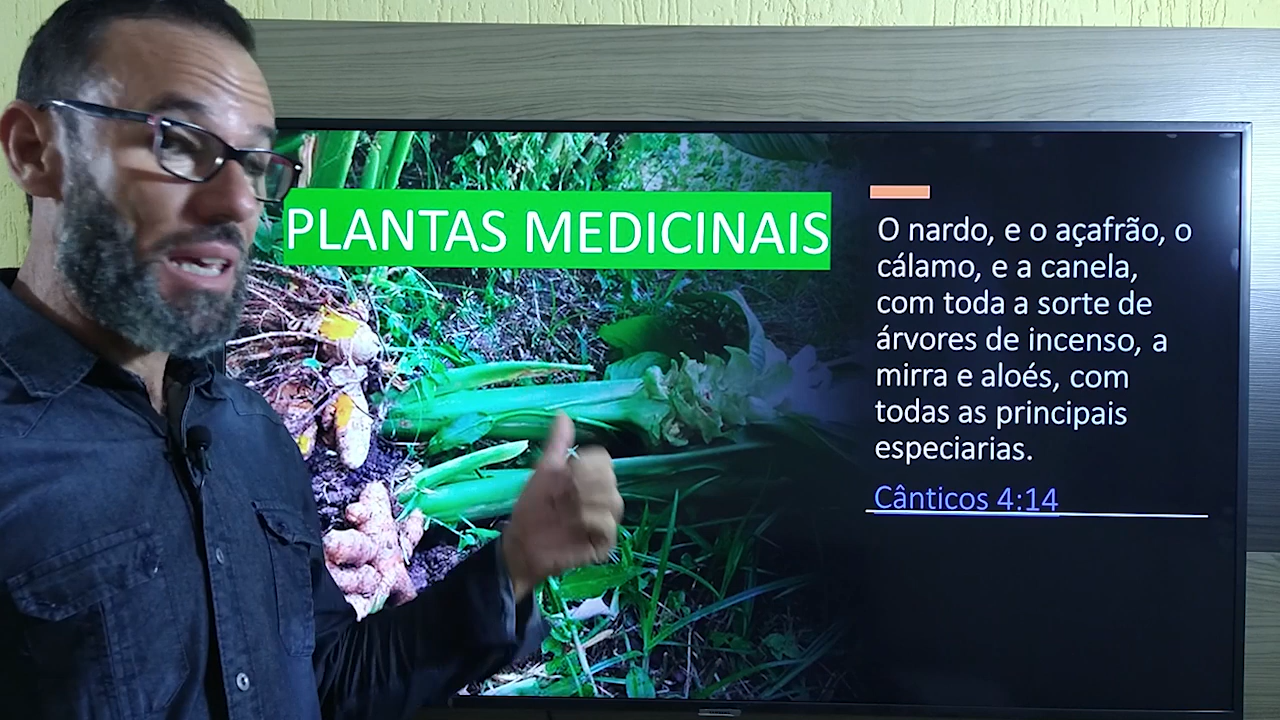 PLANTAS MEDICINAIS
O nardo, e o açafrão, o
cálamo, e a canela,
com toda a sorte de
árvores de incenso, a
mirra e aloés, com
todas as principais
especiarias.
Cânticos 4:14